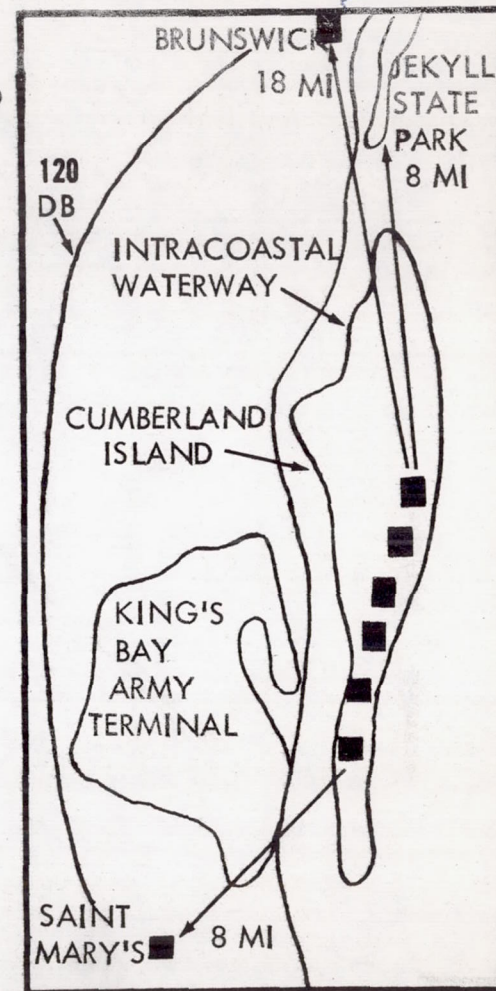 BRUNSWICK
18 MI
JEKYLL
STATE
PARK
8 MI
120
DB
INTRACOASTAL
WATERWAY
CUMBERLAND
ISLAND
KING'S
BAY
ARMY
TERMINAL
SAINT
MARY'S
8 MI